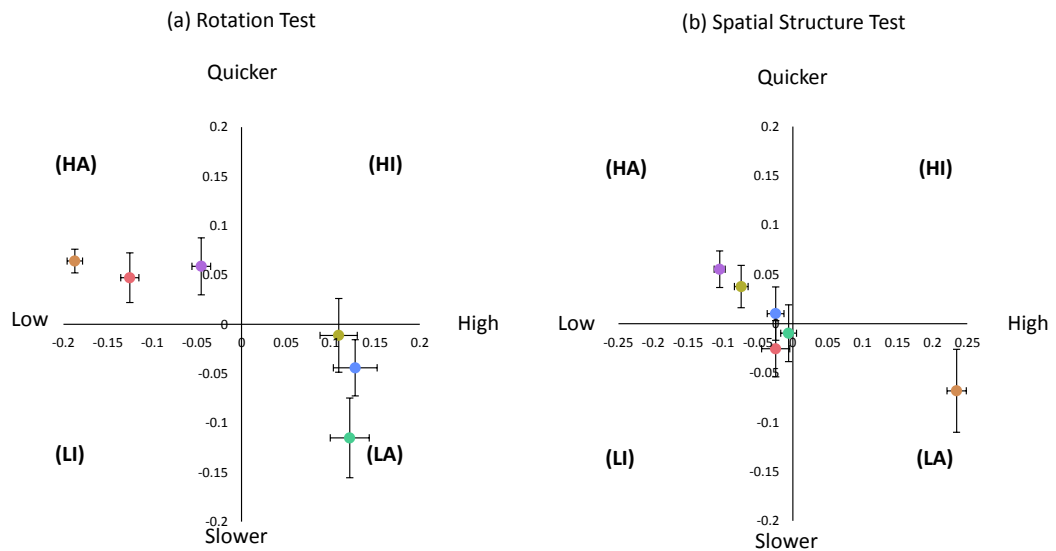 (a) Rotation Test
Quicker
0.2
(HA)
(HI)
0.15
0.1
0.05
Low
0
High
-0.2
-0.15
-0.1
-0.05
0
0.05
0.1
0.15
0.2
-0.05
-0.1
(LI)
(LA)
-0.15
-0.2
Slower
(b) Spatial Structure Test
Quicker
0.2
(HA)
(HI)
0.15
0.1
0.05
Low
0
High
-0.25
-0.2
-0.15
-0.1
-0.05
0
0.05
0.1
0.15
0.2
0.25
-0.05
-0.1
(LI)
(LA)
-0.15
-0.2
Slower